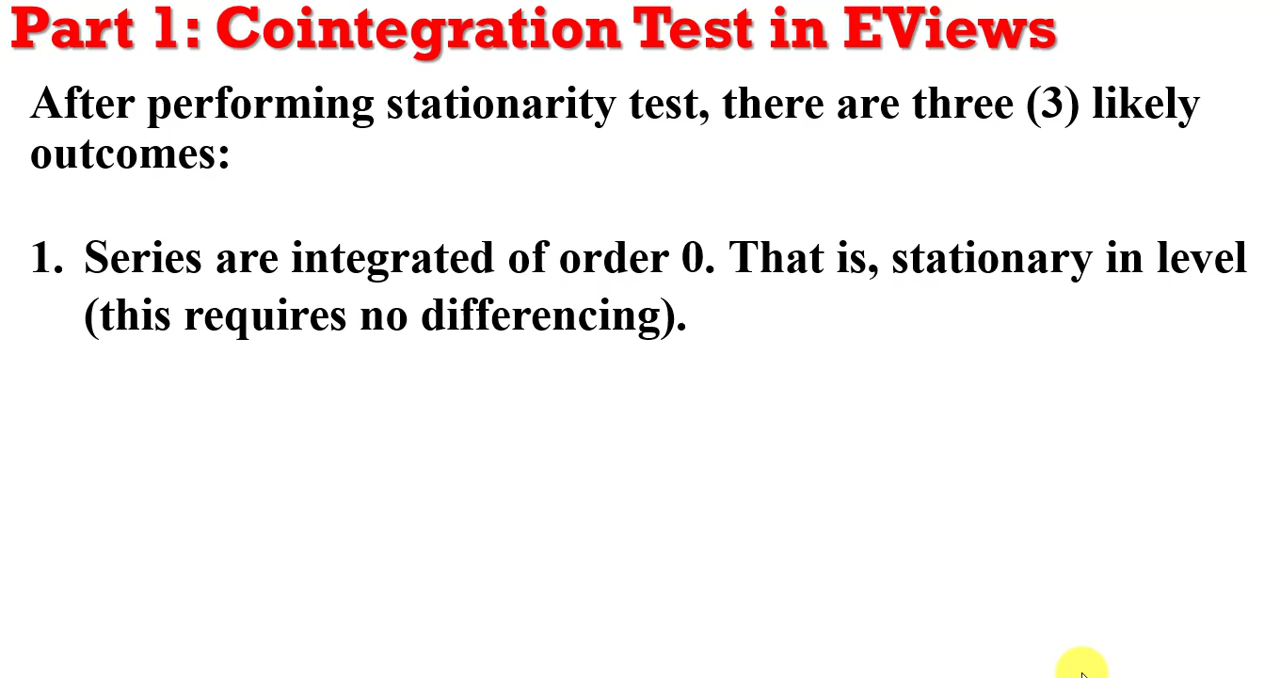 Part 1: Cointegration Test in EViews
After performing stationarity test, there are three (3) likely
outcomes:
1. Series are integrated of order 0. That is, stationary in level
(this requires no differencing).